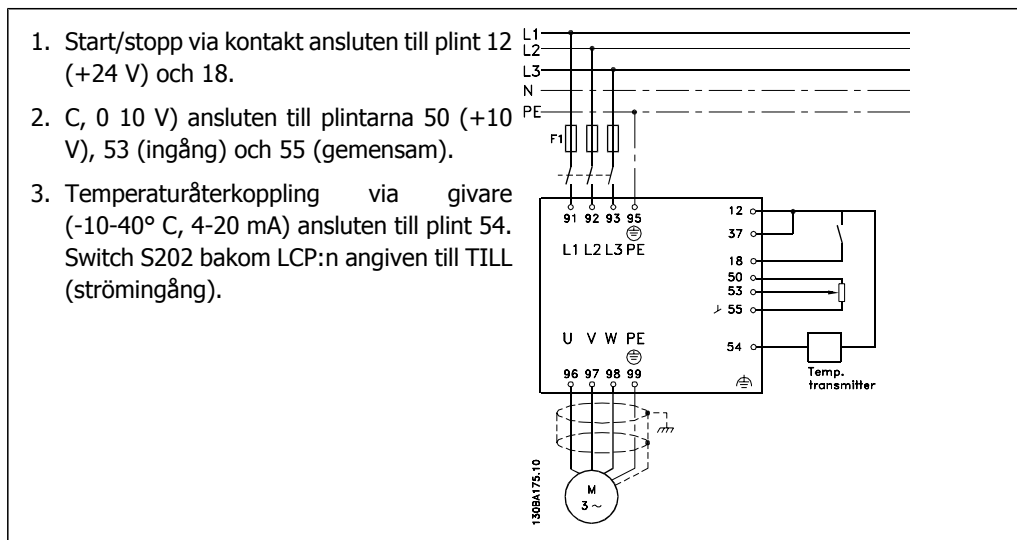 1. Start/stopp via kontakt ansluten till plint 12
(+24 V) och 18.
2. C, 0 10 V) ansluten till plintarna 50 (+10
V), 53 (ingång) och 55 (gemensam).
3. Temperaturåterkoppling via givare
(-10-40° C, 4-20 mA) ansluten till plint 54.
Switch S202 bakom LCP:n angiven till TILL
(strömingång).
L1
L2
L3
N
PE
F1
91 92 93 95
L1 L2 L3 PE
12
37
18
50
53
55
54
Temp.
transmitter
U V W PE
96 97 98 99
M
3 ~
130BA175.10